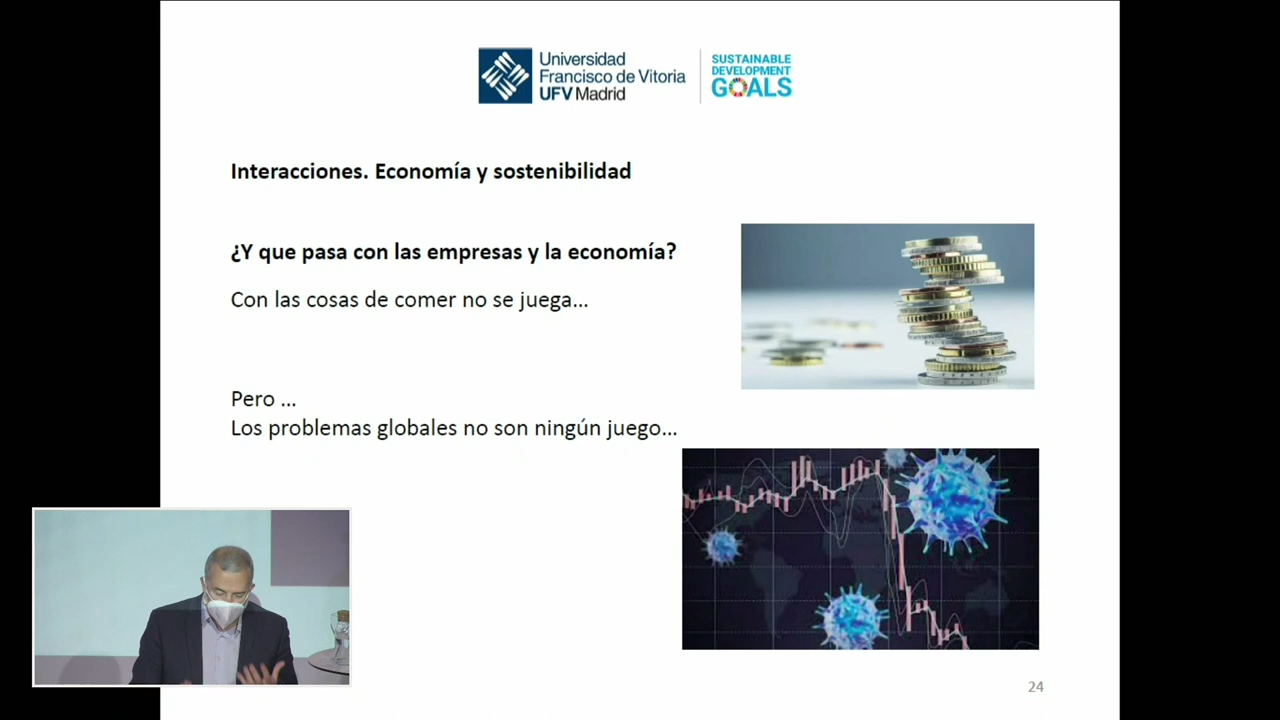 Universidad
Francisco de Vitoria
UFV Madrid
SUSTAINABLE
DEVELOPMENT
GOALS
Interacciones. Economía y sostenibilidad
¿Y que pasa con las empresas y la economía?
Con las cosas de comer no se juega...
Pero ...
Los problemas globales no son ningún juego...
24